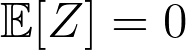 𝔼[Z] = 0